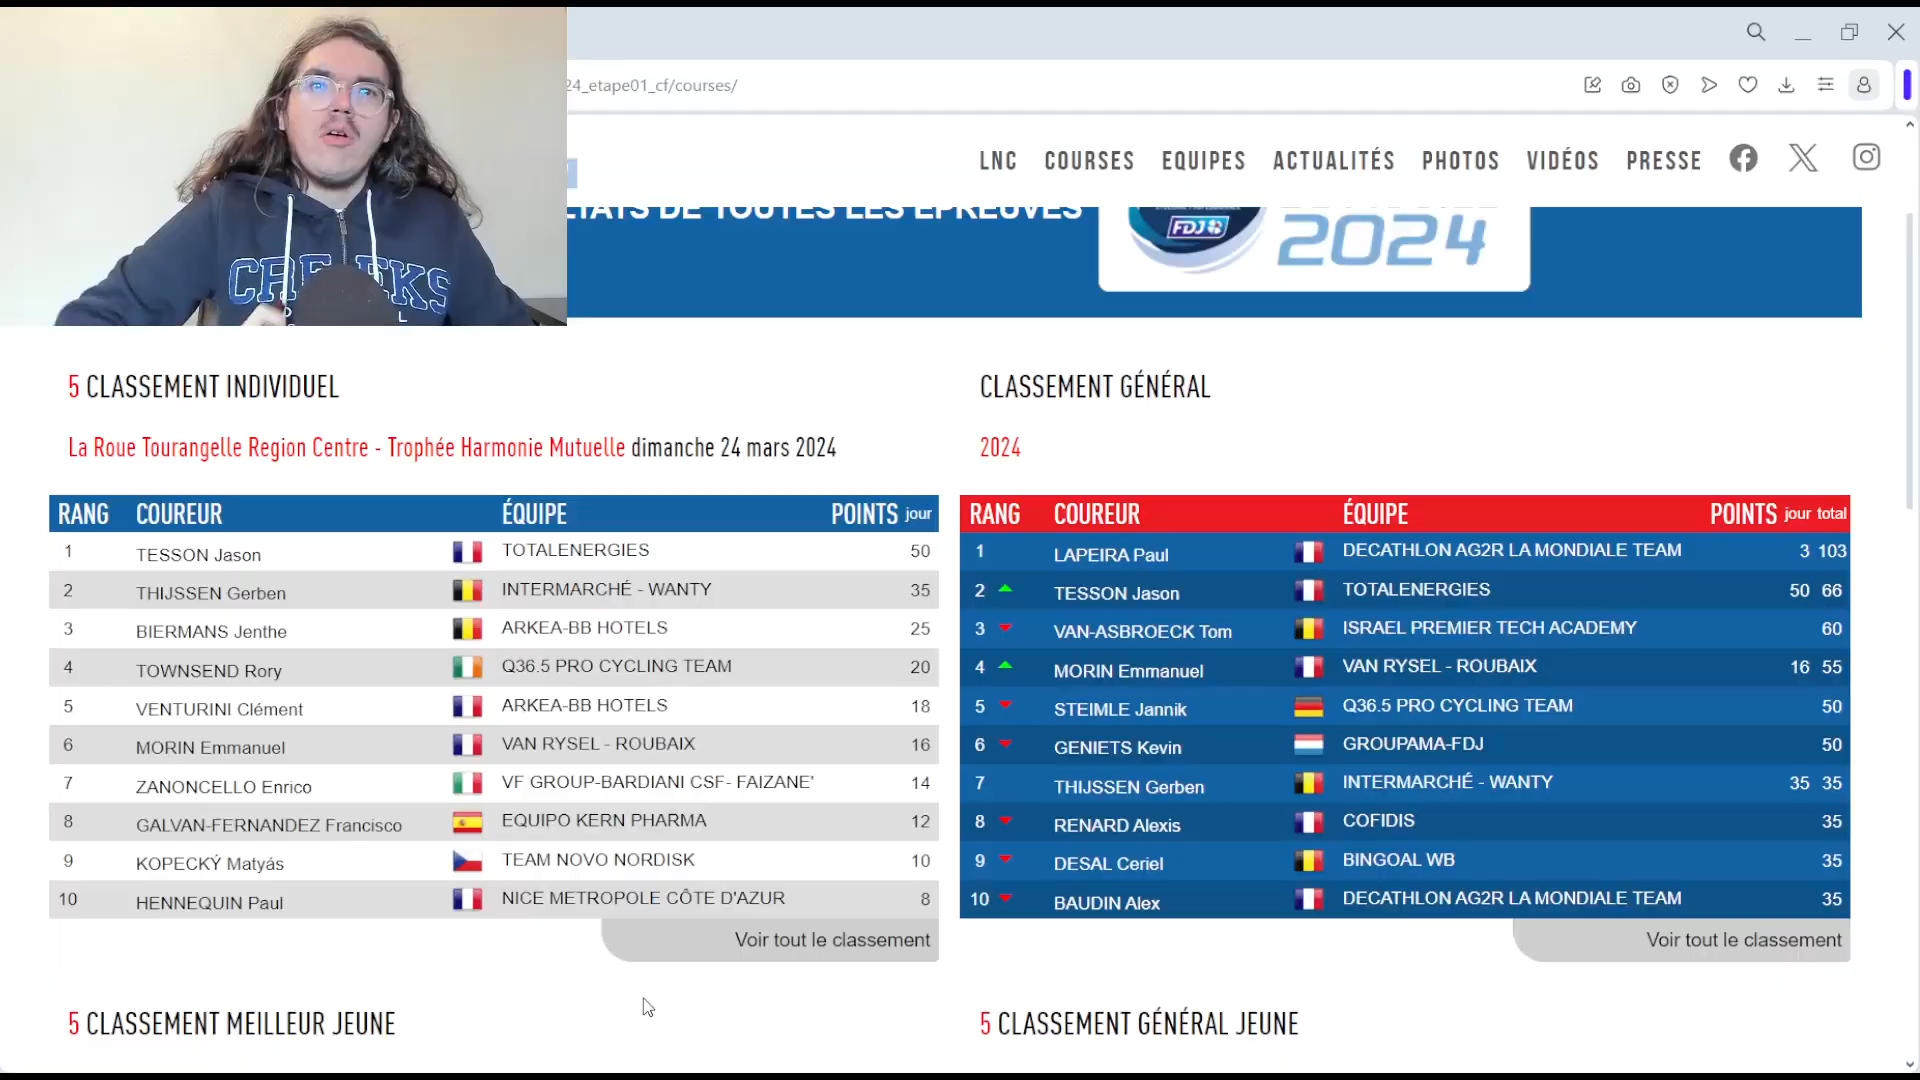 24_etape01_cf/courses/
LNC COURSES EQUIPES ACTUALITÉS PHOTOS VIDÉOS PRESSE
DE TOUTES LES EPREUVES
FDJ
2024
5 CLASSEMENT INDIVIDUEL
La Roue Tourangelle Region Centre - Trophée Harmonie Mutuelle dimanche 24 mars 2024
RANG COUREUR ÉQUIPE POINTS jour
1 TESSON Jason TOTALENERGIES 50
2 THIJSSEN Gerben INTERMARCHÉ - WANTY 35
3 BIERMANS Jenthe ARKEA-BB HOTELS 25
4 TOWNSEND Rory Q36.5 PRO CYCLING TEAM 20
5 VENTURINI Clément ARKEA-BB HOTELS 18
6 MORIN Emmanuel VAN RYSEL - ROUBAIX 16
7 ZANONCELLO Enrico VF GROUP-BARDIANI CSF- FAIZANE' 14
8 GALVAN-FERNANDEZ Francisco EQUIPO KERN PHARMA 12
9 KOPECKÝ Matyás TEAM NOVO NORDISK 10
10 HENNEQUIN Paul NICE METROPOLE CÔTE D'AZUR 8
Voir tout le classement
CLASSEMENT GÉNÉRAL
2024
RANG COUREUR ÉQUIPE POINTS jour total
1 LAPEIRA Paul DECATHLON AG2R LA MONDIALE TEAM 3 103
2 TESSON Jason TOTALENERGIES 50 66
3 VAN-ASBROECK Tom ISRAEL PREMIER TECH ACADEMY 60
4 MORIN Emmanuel VAN RYSEL - ROUBAIX 16 55
5 STEIMLE Jannik Q36.5 PRO CYCLING TEAM 50
6 GENIETS Kevin GROUPAMA-FDJ 50
7 THIJSSEN Gerben INTERMARCHÉ - WANTY 35 35
8 RENARD Alexis COFIDIS 35
9 DESAL Ceriel BINGOAL WB 35
10 BAUDIN Alex DECATHLON AG2R LA MONDIALE TEAM 35
Voir tout le classement
5 CLASSEMENT MEILLEUR JEUNE
5 CLASSEMENT GÉNÉRAL JEUNE